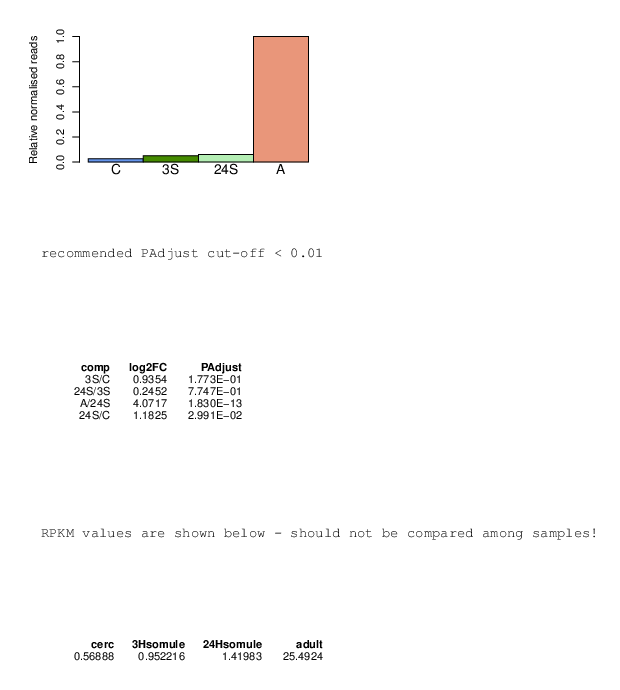 Relative normalised reads
1.0
0.8
0.6
0.4
0.2
0.0
C 3S 24S A
recommended PAdjust cut-off < 0.01
comp log2FC PAdjust
3S/C 0.9354 1.773E−01
24S/3S 0.2452 7.747E−01
A/24S 4.0717 1.830E−13
24S/C 1.1825 2.991E−02
RPKM values are shown below - should not be compared among samples!
cerc 3Hsomule 24Hsomule adult
0.56888 0.952216 1.41983 25.4924